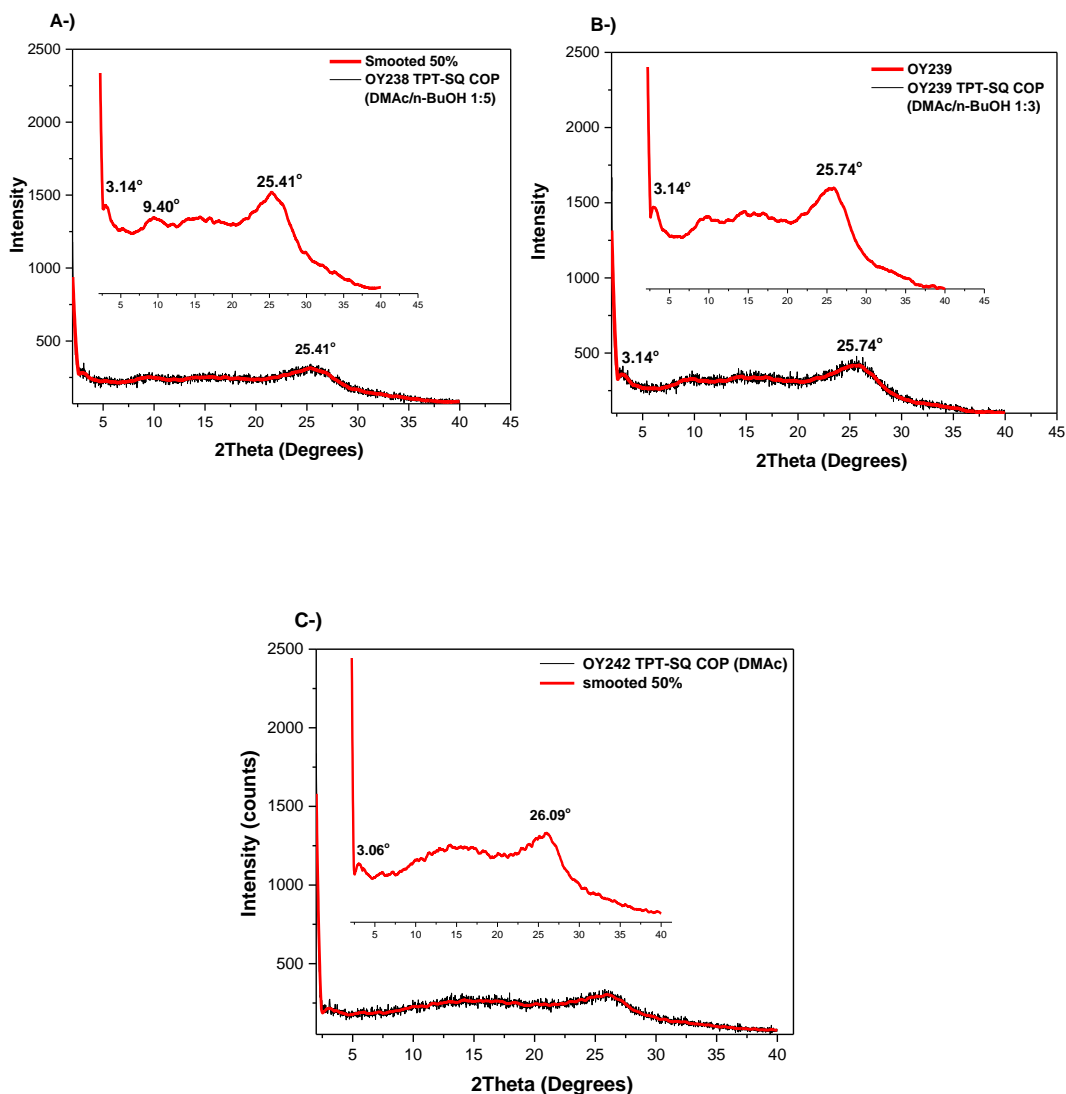 A-)
2500
2000
1500
1000
500
Intensity
Smooted 50%
OY238 TPT-SQ COP
(DMAc/n-BuOH 1:5)
3.14°
9.40°
25.41°
5 10 15 20 25 30 35 40 45
25.41°
5 10 15 20 25 30 35 40 45
2Theta (Degrees)
B-)
2500
2000
1500
1000
500
Intensity
OY239
OY239 TPT-SQ COP
(DMAc/n-BuOH 1:3)
3.14°
25.74°
5 10 15 20 25 30 35 40 45
3.14°
25.74°
5 10 15 20 25 30 35 40 45
2Theta (Degrees)
C-)
2500
2000
1500
1000
500
Intensity (counts)
OY242 TPT-SQ COP (DMAc)
smooted 50%
3.06°
26.09°
5 10 15 20 25 30 35 40
5 10 15 20 25 30 35 40
2Theta (Degrees)